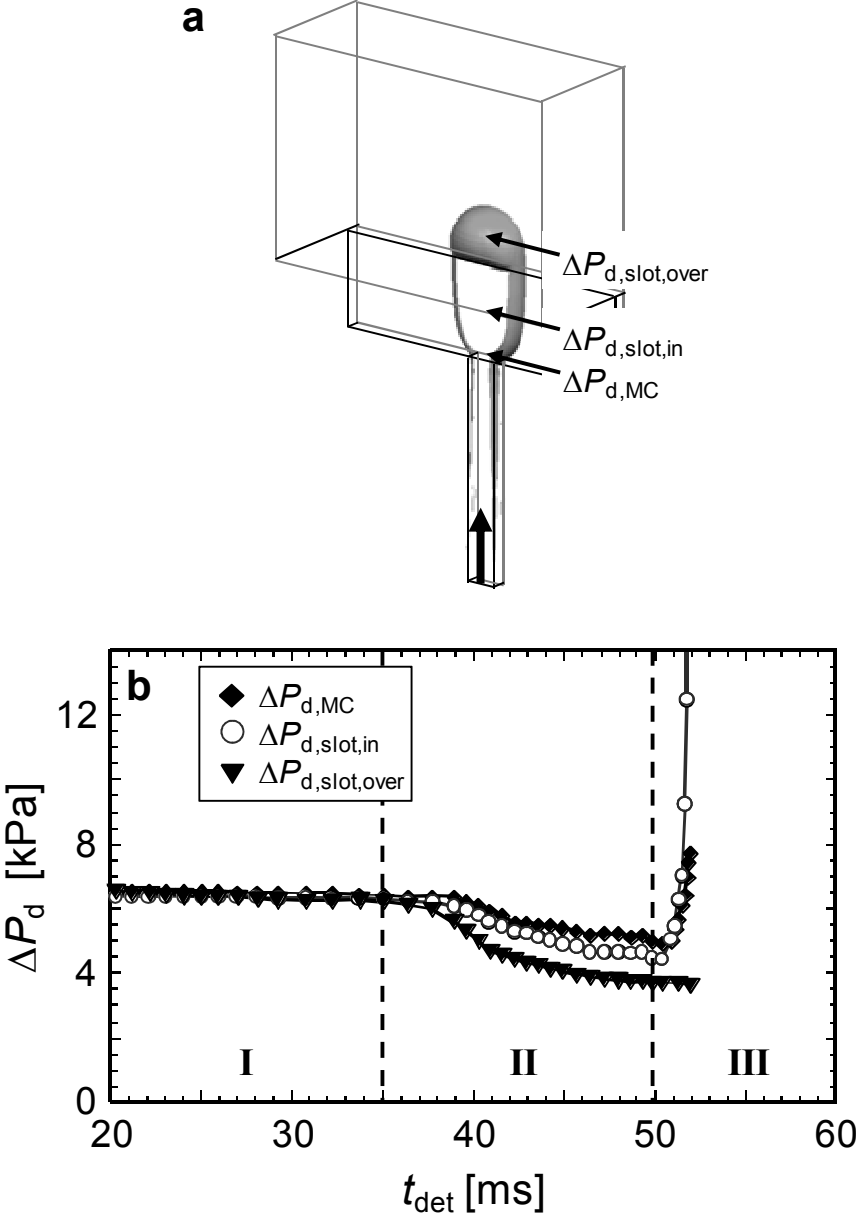 a
ΔPd,slot,over
ΔPd,slot,in
ΔPd,MC
b
ΔPd,MC
ΔPd,slot,in
ΔPd,slot,over
12
8
4
0
ΔPd [kPa]
I II III
20 30 40 50 60
tdet [ms]